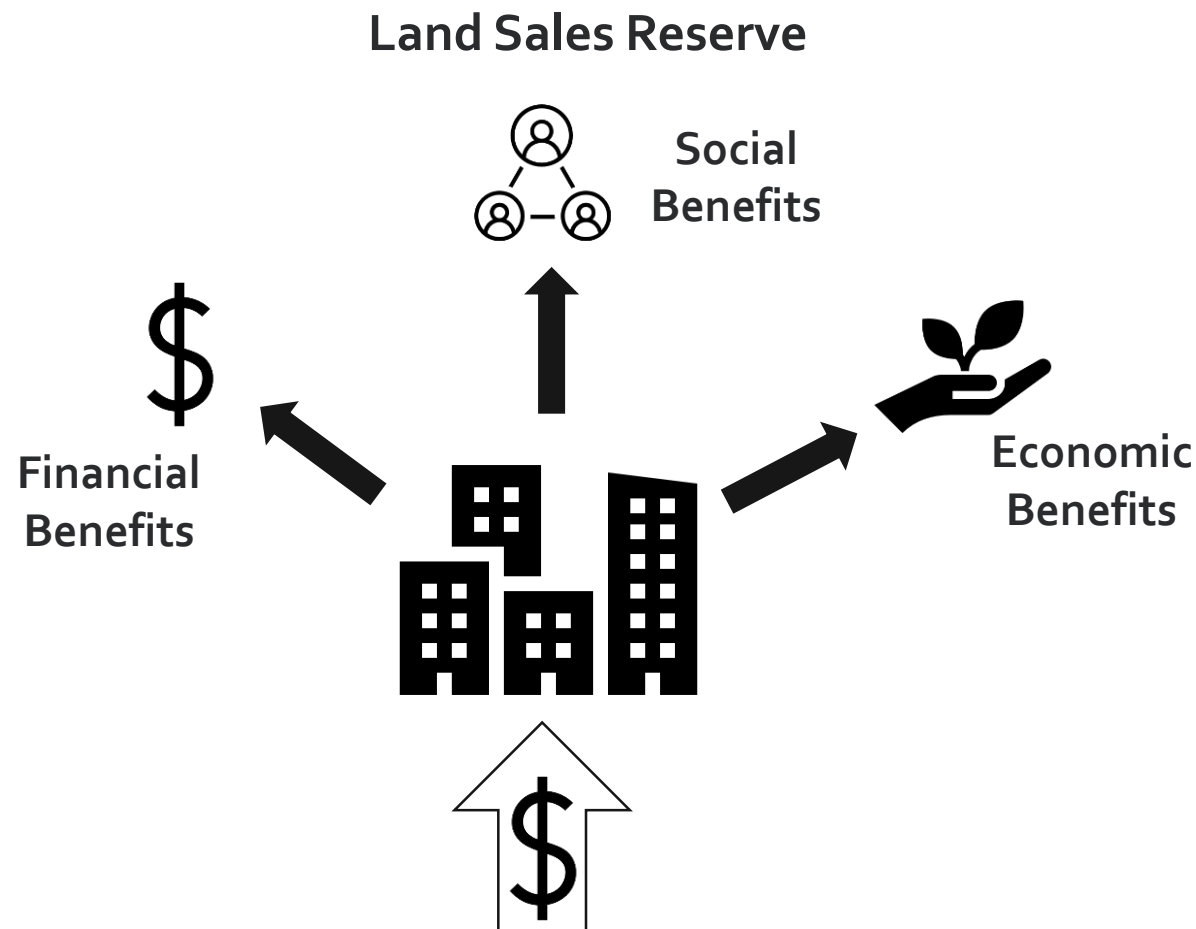 Land Sales Reserve
Social
Benefits
$
Financial
Benefits
Economic
Benefits
$